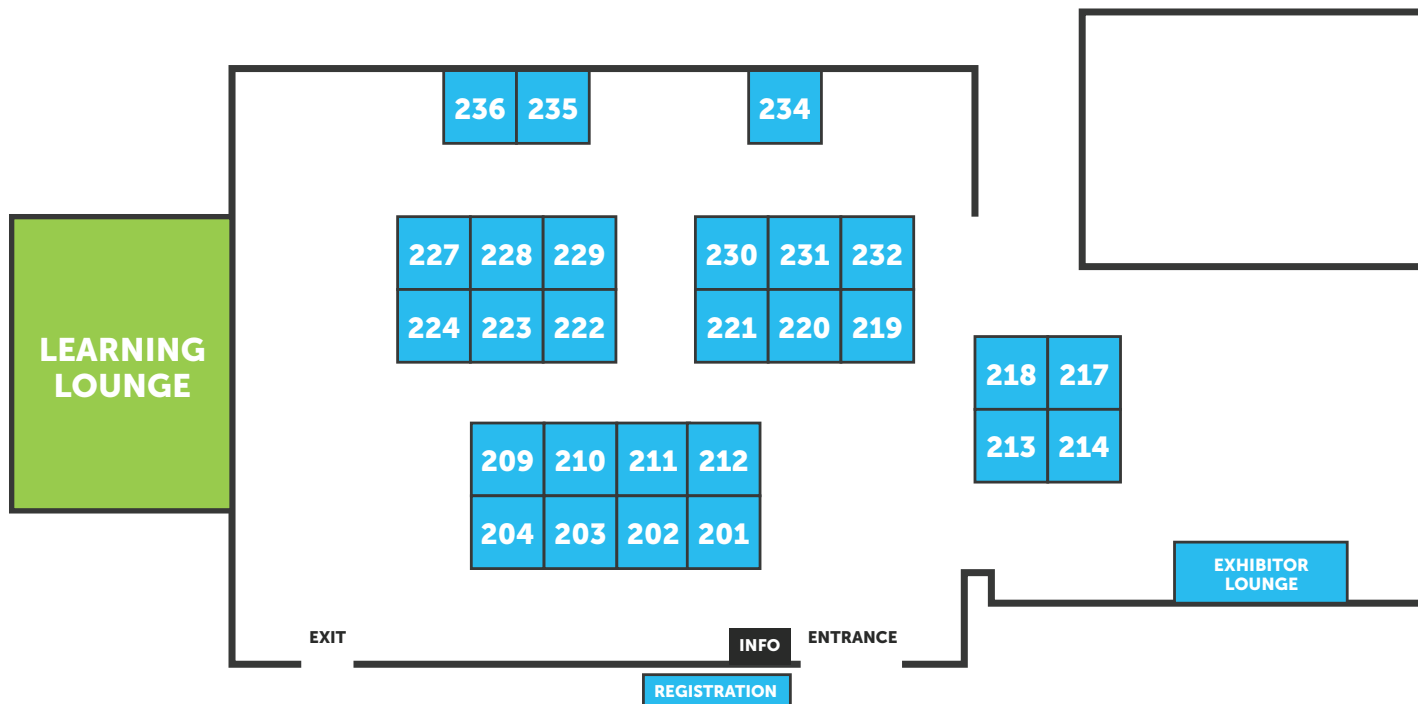 236 235 234
227 228 229 230 231 232
224 223 222 221 220 219
LEARNING
LOUNGE
218 217
213 214
209 210 211 212
204 203 202 201
EXHIBITOR
LOUNGE
EXIT
INFO
ENTRANCE
REGISTRATION